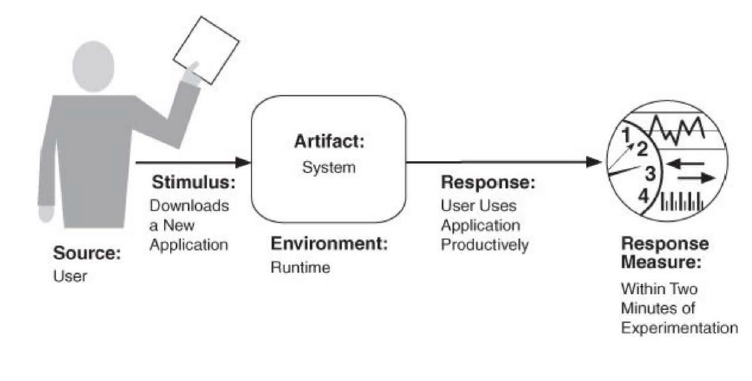 Source:
User
Stimulus:
Downloads
a New
Application
Artifact:
System
Environment:
Runtime
Response:
User Uses
Application
Productively
1
2
3
4
Response
Measure:
Within Two
Minutes of
Experimentation